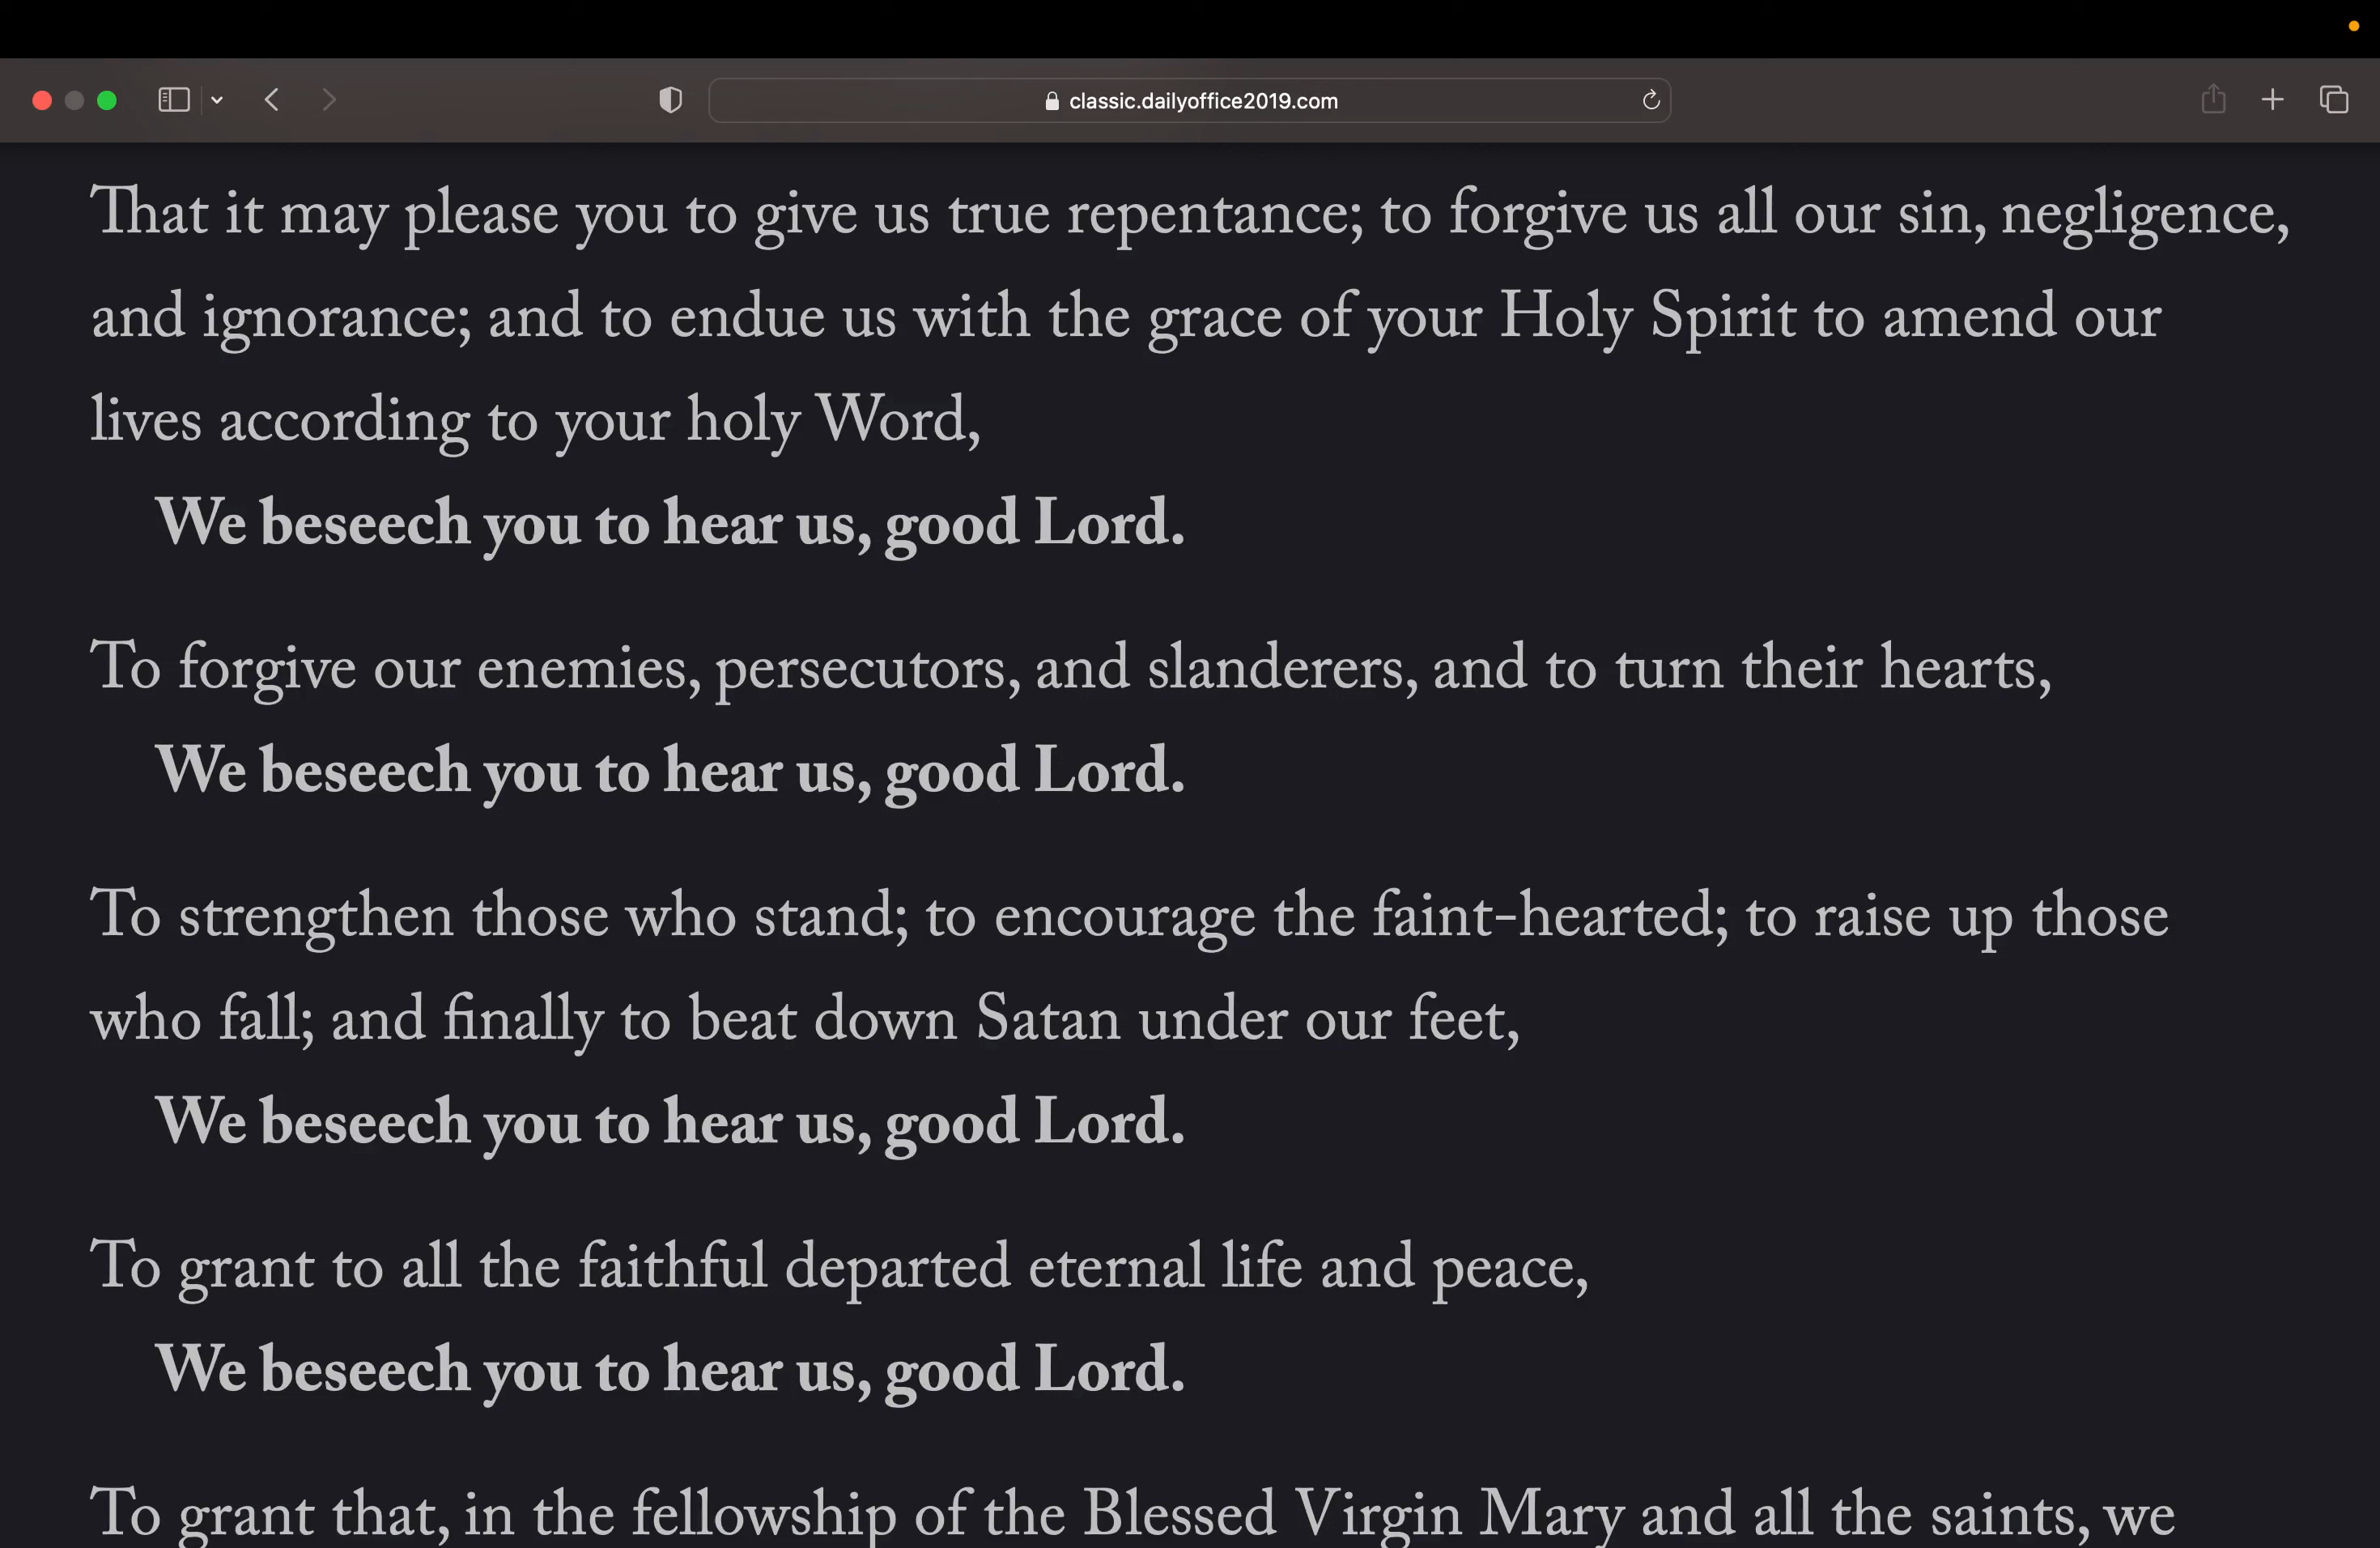 classic.dailyoffice2019.com
That it may please you to give us true repentance; to forgive us all our sin, negligence,
and ignorance; and to endue us with the grace of your Holy Spirit to amend our
lives according to your holy Word,
We beseech you to hear us, good Lord.
To forgive our enemies, persecutors, and slanderers, and to turn their hearts,
We beseech you to hear us, good Lord.
To strengthen those who stand; to encourage the faint-hearted; to raise up those
who fall; and finally to beat down Satan under our feet,
We beseech you to hear us, good Lord.
To grant to all the faithful departed eternal life and peace,
We beseech you to hear us, good Lord.
To grant that, in the fellowship of the Blessed Virgin Mary and all the saints, we